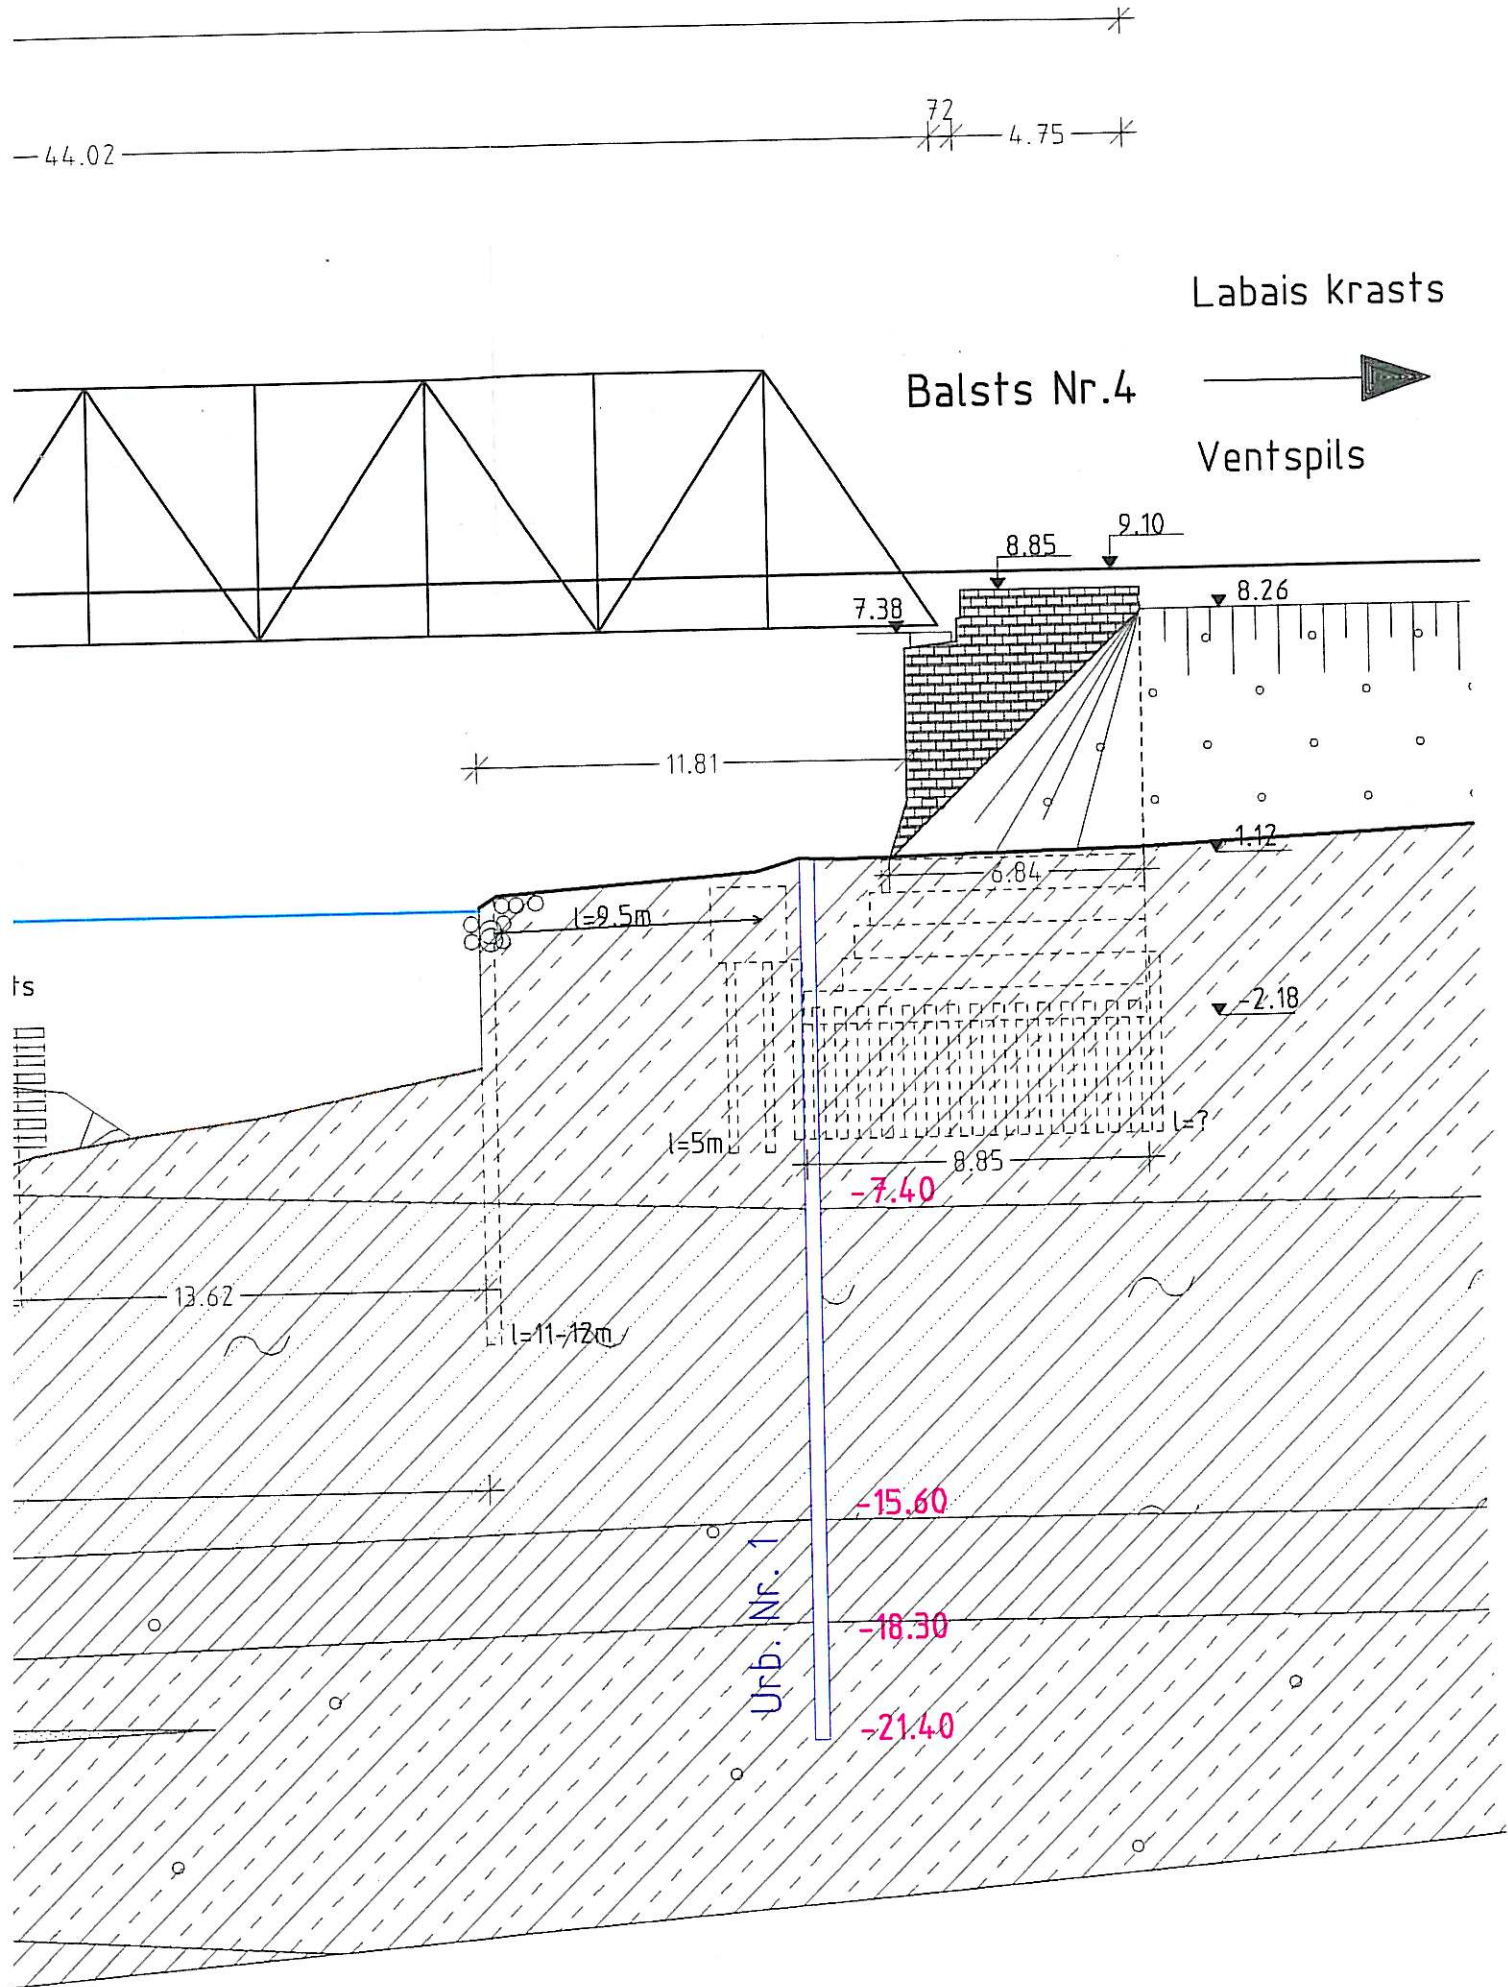 72
44.02
4.75
Labais krasts
Balsts Nr.4
Ventspils
9.10
8.85
8.26
7.38
11.81
1.12
6.84
l=9.5m
ts
-2.18
l=?
l=5m
8.85
-7.40
13.62
l=11-12m
-15.60
Urb. Nr. 1
-18.30
-21.40